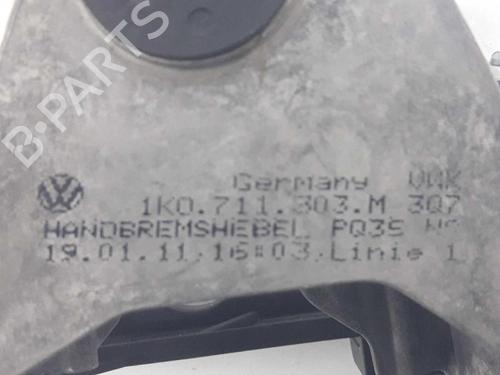 B-PARTS
Germany VWK
1K0.711.303.M 3Q7
HANDBREMSHEBEL PQ35
19.01.11.16:03.Linie 1